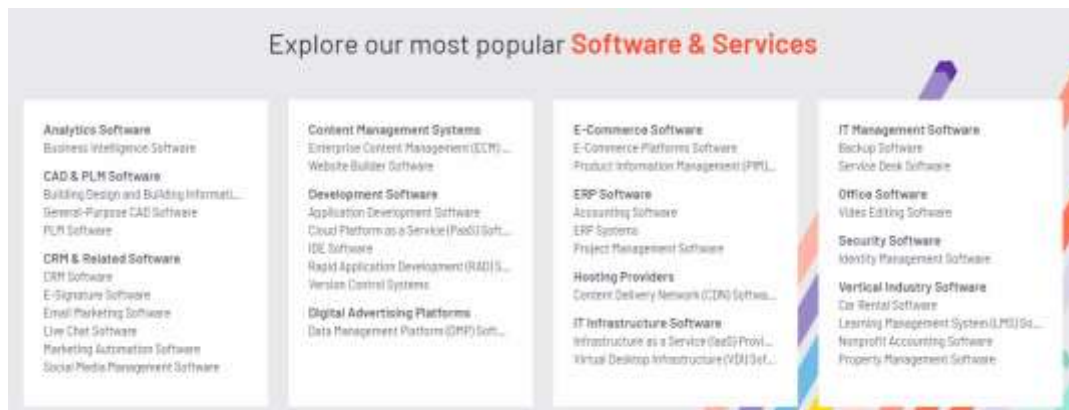 Explore our most popular Software & Services
Analytics Software
Business Intelligence Software
CAD & PLM Software
Building Design and Building Informati...
General-Purpose CAD Software
PLM Software
CRM & Related Software
CRM Software
E-Signature Software
Email Marketing Software
Live Chat Software
Marketing Automation Software
Social Media Management Software
Content Management Systems
Enterprise Content Management (ECM) ...
Website Builder Software
Development Software
Application Development Software
Cloud Platform as a Service (PaaS) Soft...
IDE Software
Rapid Application Development (RAD) S...
Version Control Systems
Digital Advertising Platforms
Data Management Platform (DMP) Soft...
E-Commerce Software
E-Commerce Platforms Software
Product Information Management (PIM)...
ERP Software
Accounting Software
ERP Systems
Project Management Software
Hosting Providers
Content Delivery Network (CDN) Softwa...
IT Infrastructure Software
Infrastructure as a Service (IaaS) Provi...
Virtual Desktop Infrastructure (VDI) Sof...
IT Management Software
Backup Software
Service Desk Software
Office Software
Video Editing Software
Security Software
Identity Management Software
Vertical Industry Software
Car Rental Software
Learning Management System (LMS) So...
Nonprofit Accounting Software
Property Management Software